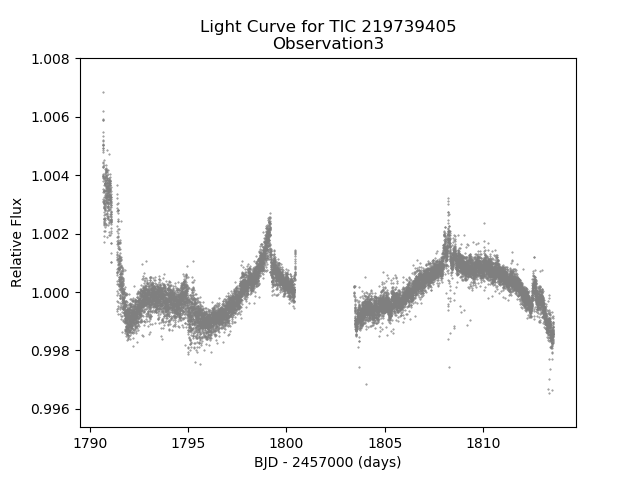 Light Curve for TIC 219739405
Observation3
1.008
1.006
1.004
1.002
1.000
0.998
0.996
Relative Flux
1790 1795 1800 1805 1810
BJD - 2457000 (days)